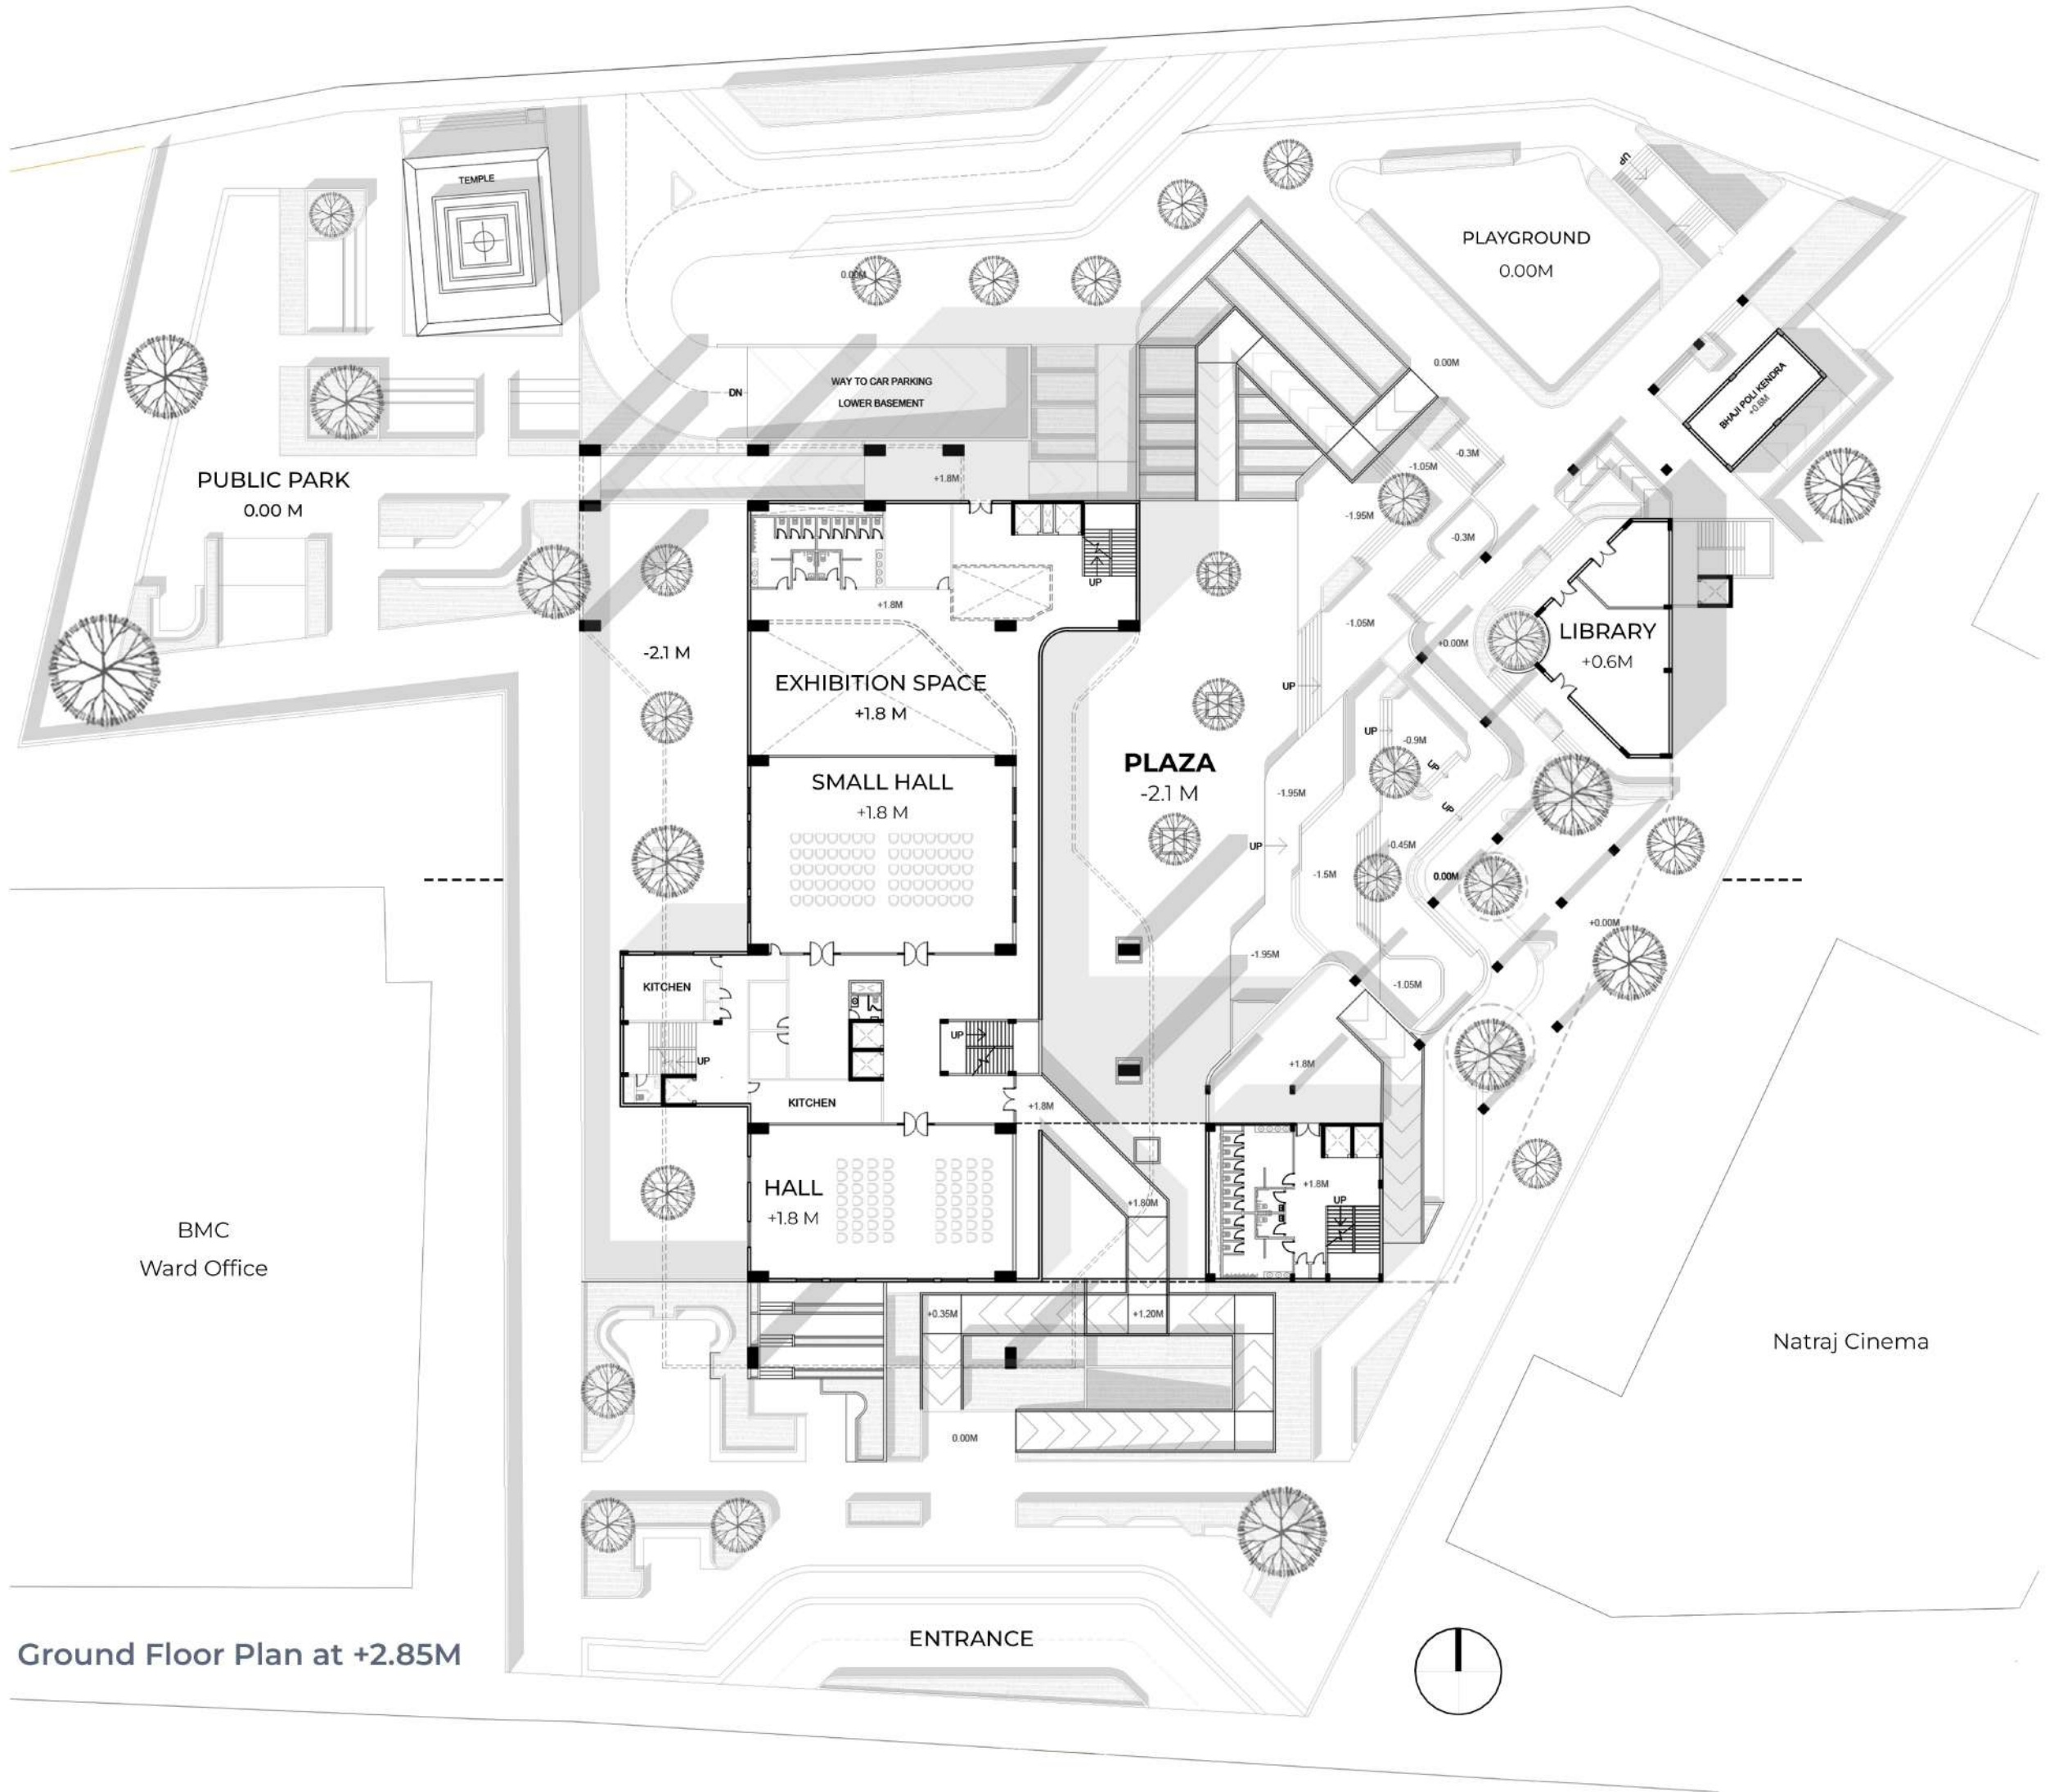 TEMPLE
UP
PLAYGROUND
0.00M
0.00M
WAY TO CAR PARKING
LOWER BASEMENT
DN
0.00M
BHAJI POLI KENDRA
+0.6M
PUBLIC PARK
0.00 M
+1.8M
-1.05M
-0.3M
-1.95M
-0.3M
UP
+1.8M
-1.05M
+0.00M
LIBRARY
+0.6M
-2.1 M
EXHIBITION SPACE
+1.8 M
UP
UP
-0.9M
UP
UP
SMALL HALL
+1.8 M
PLAZA
-2.1 M
-1.95M
UP
-0.45M
-1.5M
0.00M
+0.00M
-1.95M
KITCHEN
-1.05M
UP
UP
+1.8M
KITCHEN
+1.8M
HALL
+1.8 M
+1.8M
UP
+1.80M
BMC
Ward Office
+0.35M
+1.20M
Natraj Cinema
0.00M
ENTRANCE
Ground Floor Plan at +2.85M